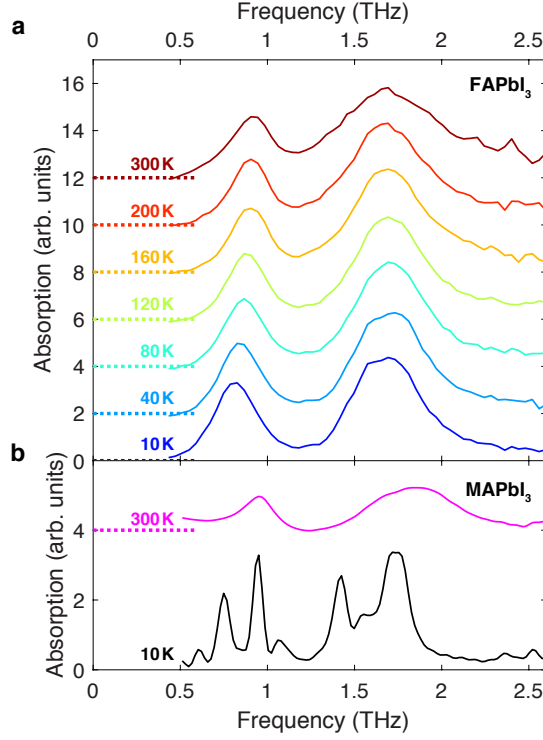 Frequency (THz)
a
0 0.5 1 1.5 2 2.5
FAPbI3
16
14
12
10
8
6
4
2
0
Absorption (arb. units)
300 K
200 K
160 K
120 K
80 K
40 K
10 K
b
MAPbI3
4
2
0
Absorption (arb. units)
300 K
10 K
0 0.5 1 1.5 2 2.5
Frequency (THz)